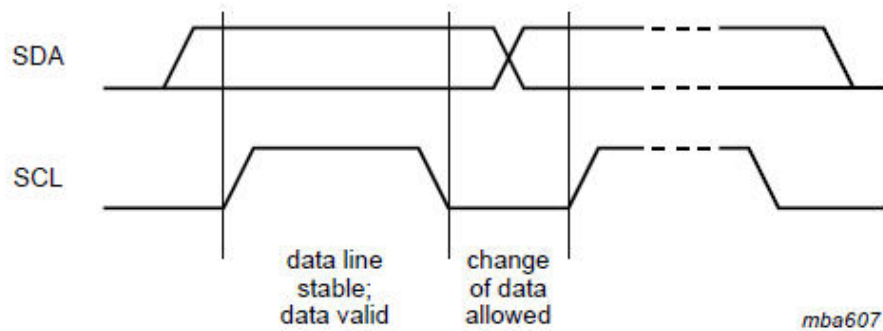 SDA
SCL
data line
stable;
data valid
change
of data
allowed
mba607